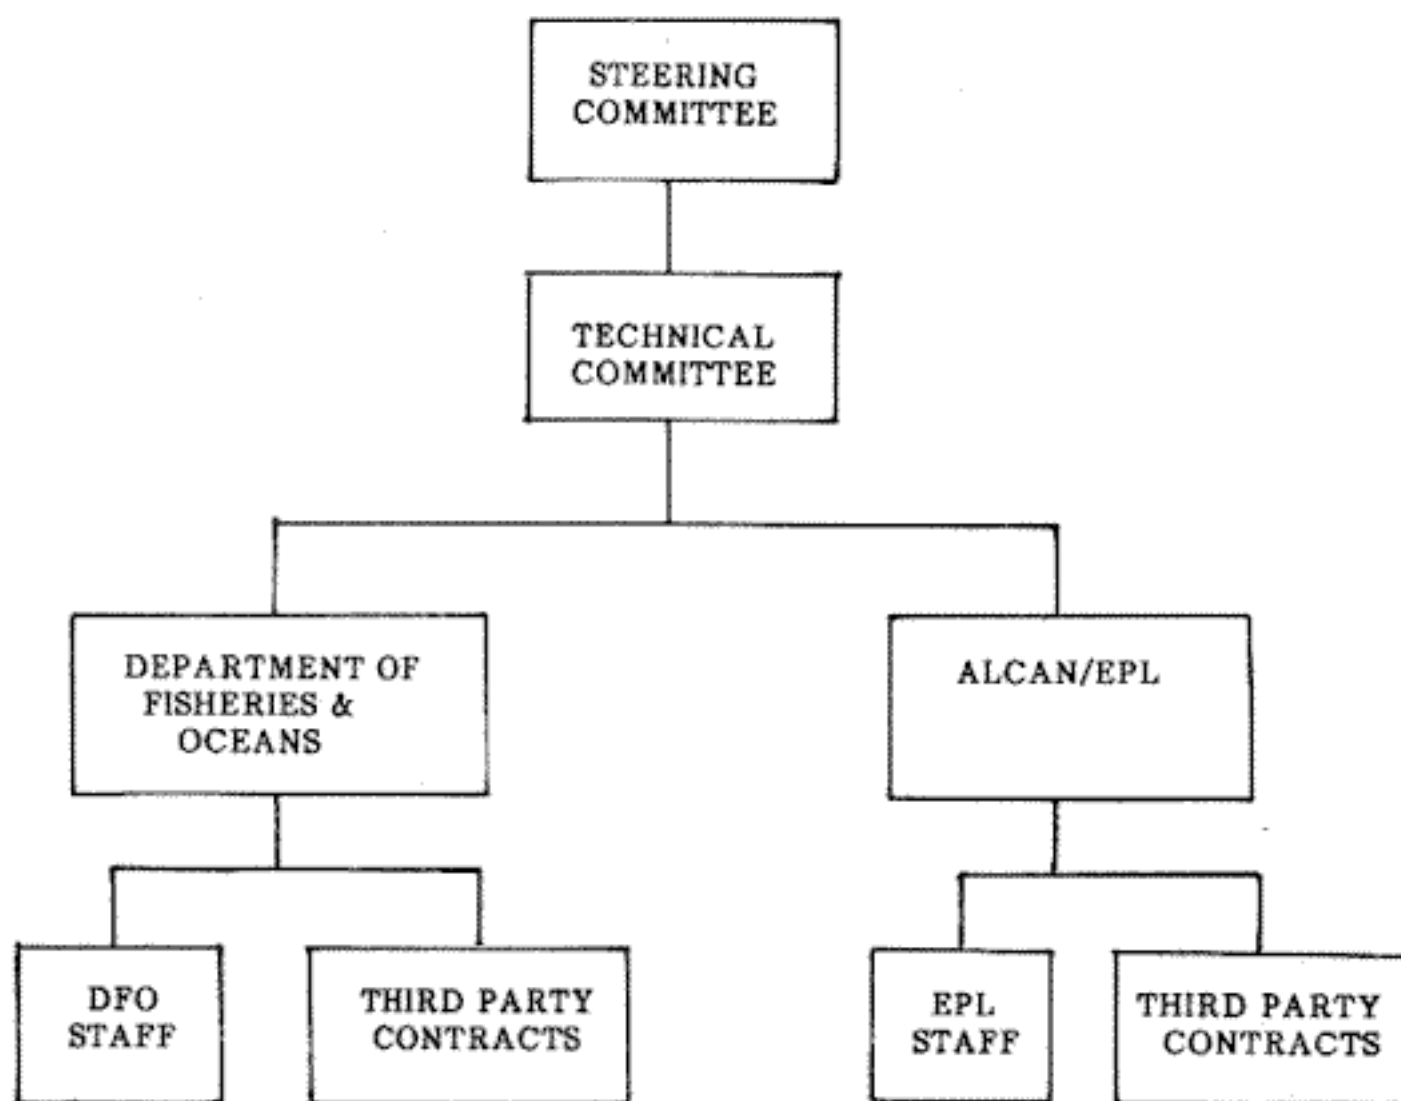 STEERING
COMMITTEE
TECHNICAL
COMMITTEE
DEPARTMENT OF
FISHERIES &
OCEANS
ALCAN/EPL
DFO
STAFF
THIRD PARTY
CONTRACTS
EPL
STAFF
THIRD PARTY
CONTRACTS